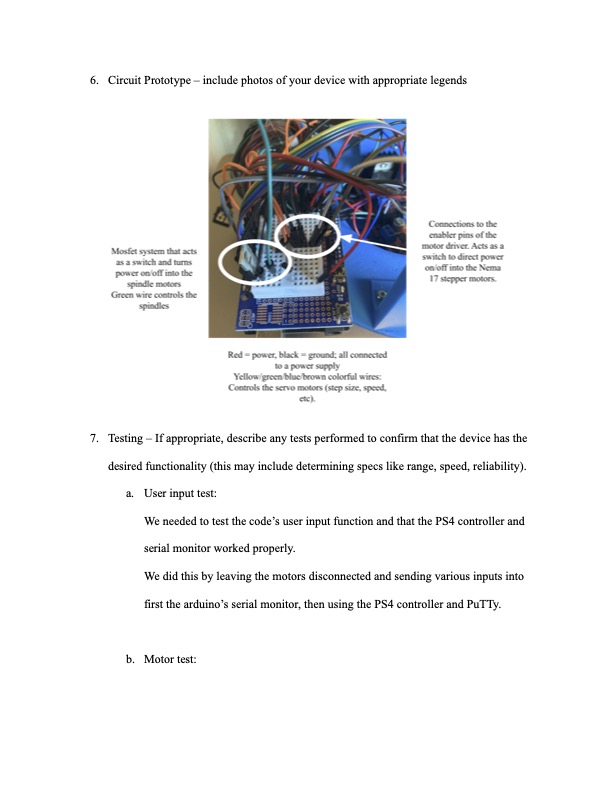 6. Circuit Prototype – include photos of your device with appropriate legends
Mosfet system that acts
as a switch and turns
power on/off into the
spindle motors
Green wire controls the
spindles
Connections to the
enabler pins of the
motor driver. Acts as a
switch to direct power
on/off into the Nema
17 stepper motors.
Red = power, black = ground; all connected
to a power supply
Yellow/green/blue/brown colorful wires:
Controls the servo motors (step size, speed,
etc).
7. Testing – If appropriate, describe any tests performed to confirm that the device has the
desired functionality (this may include determining specs like range, speed, reliability).
a. User input test:
We needed to test the code’s user input function and that the PS4 controller and
serial monitor worked properly.
We did this by leaving the motors disconnected and sending various inputs into
first the arduino’s serial monitor, then using the PS4 controller and PuTTy.
b. Motor test: